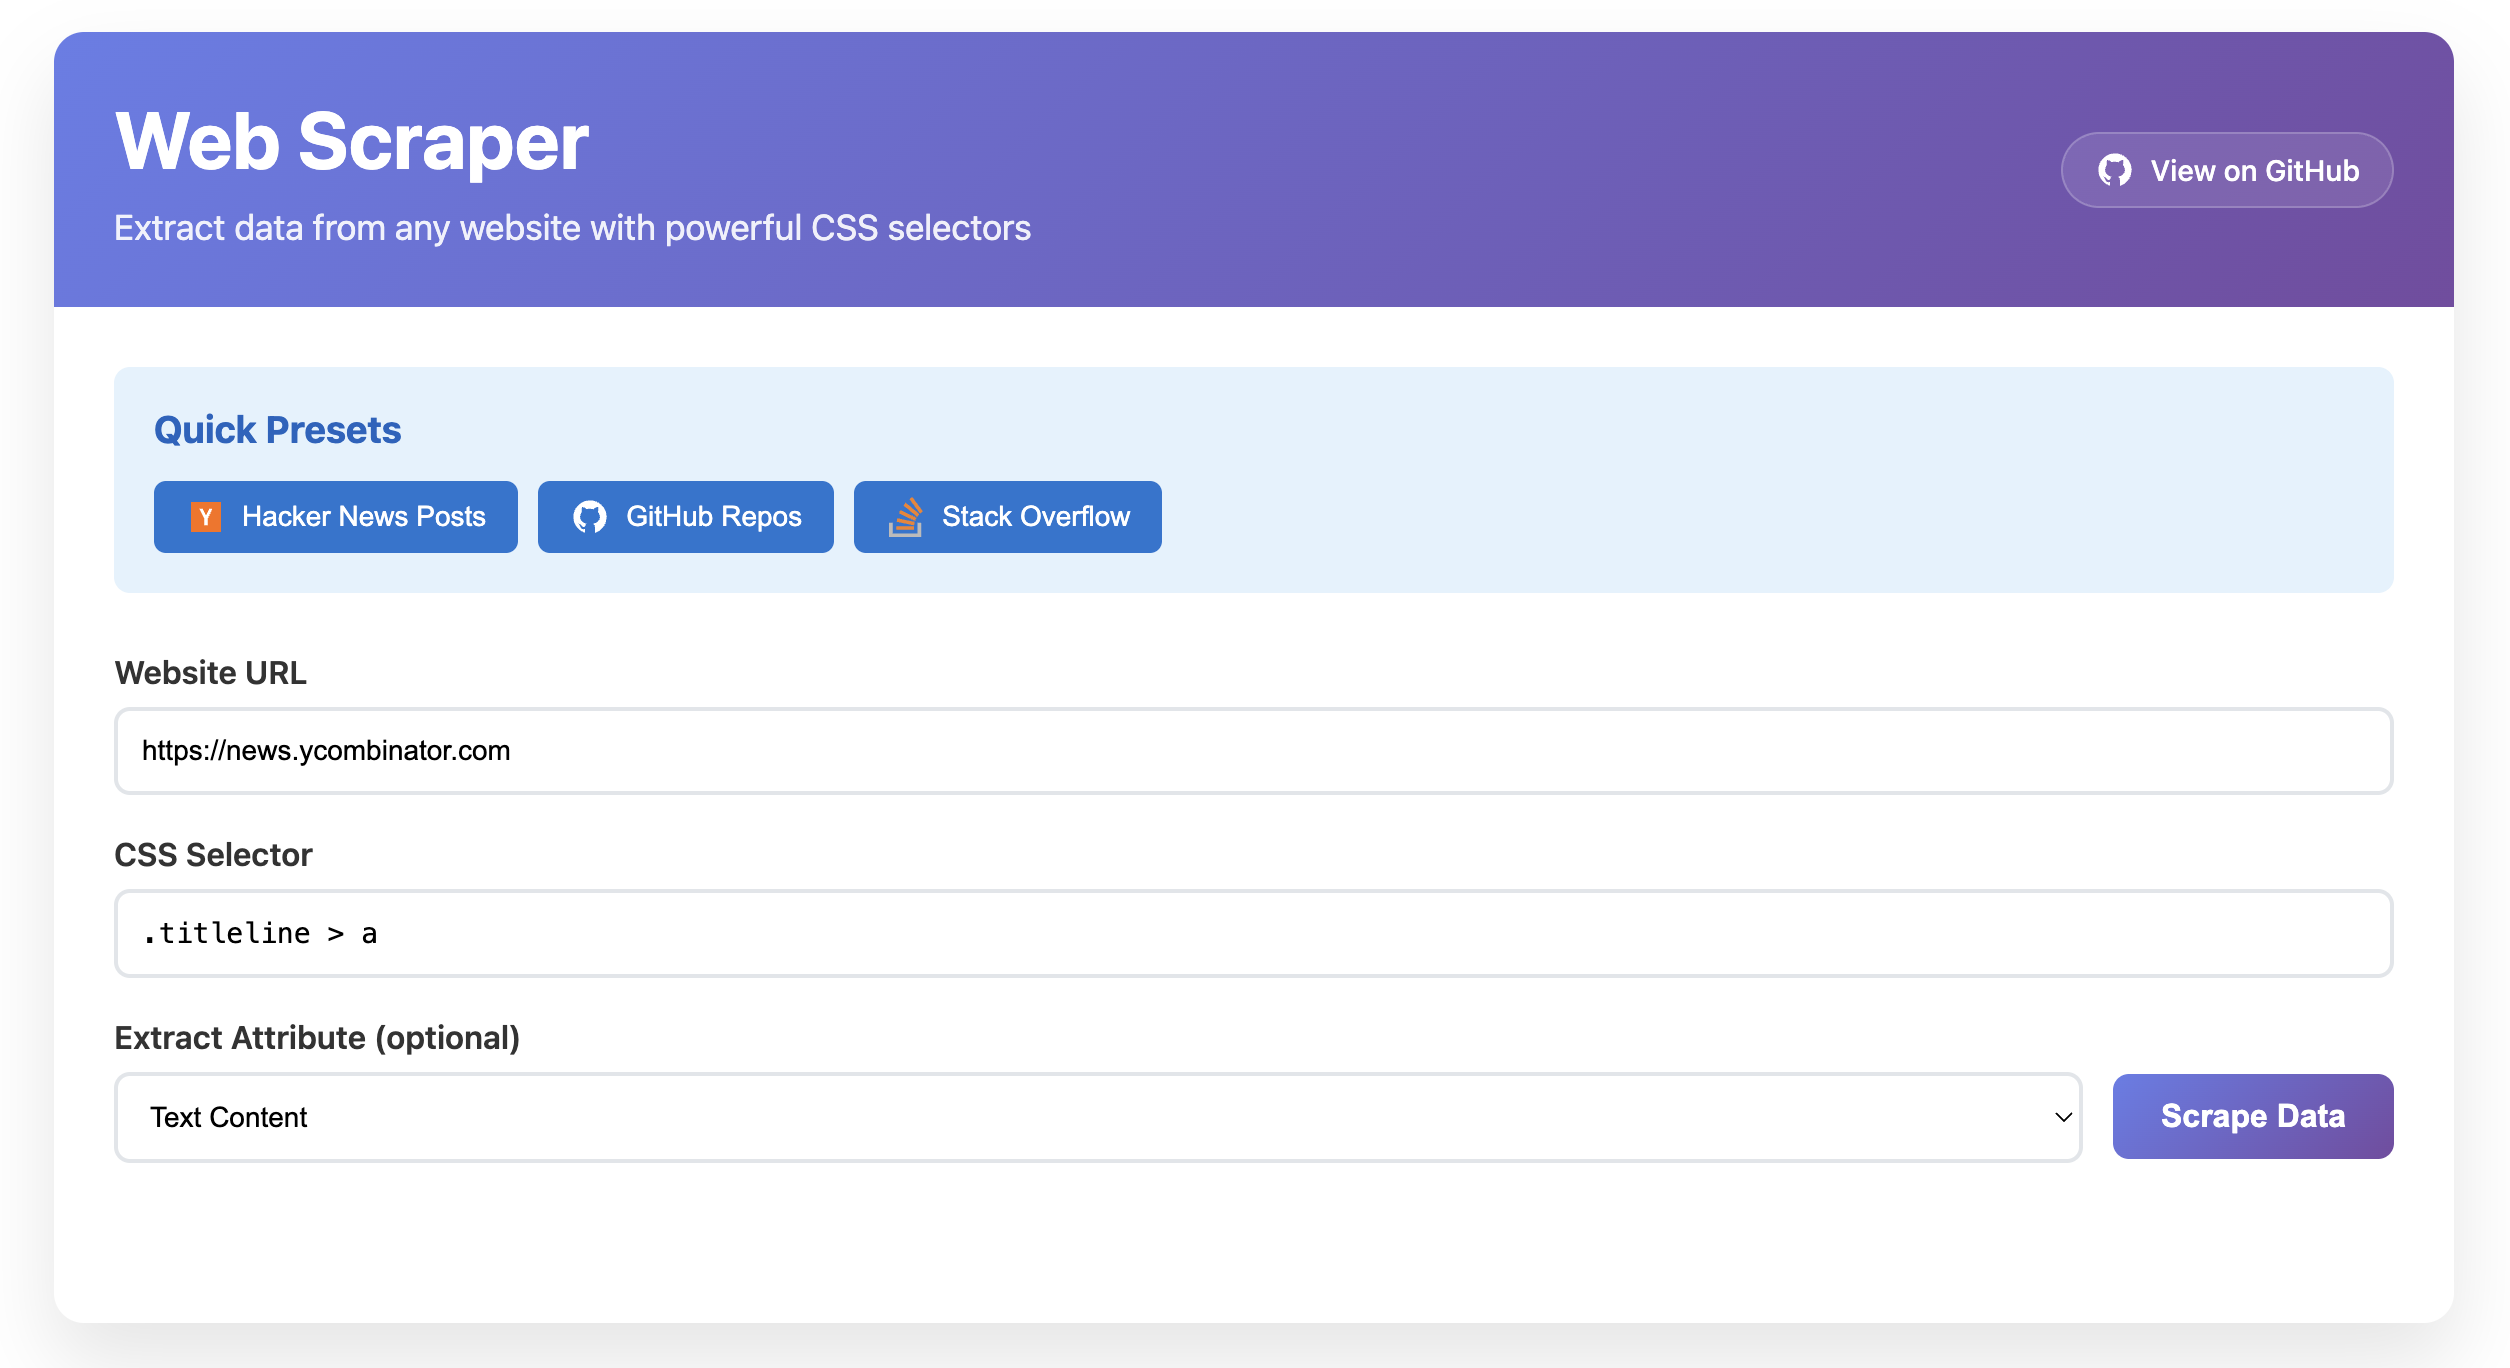 Web Scraper
Extract data from any website with powerful CSS selectors
View on GitHub
Quick Presets
Y Hacker News Posts
GitHub Repos
Stack Overflow
Website URL
https://news.ycombinator.com
CSS Selector
.titleline > a
Extract Attribute (optional)
Text Content
Scrape Data